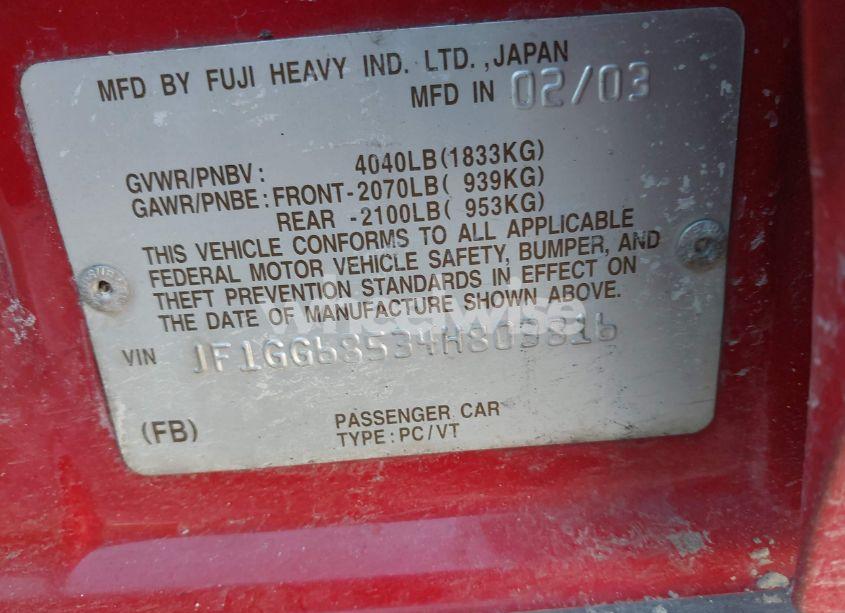 MFD BY FUJI HEAVY IND. LTD. ,JAPAN
MFD IN 02/03
GVWR/PNBV : 4040LB(1833KG)
GAWR/PNBE : FRONT-2070LB( 939KG)
REAR -2100LB( 953KG)
THIS VEHICLE CONFORMS TO ALL APPLICABLE
FEDERAL MOTOR VEHICLE SAFETY, BUMPER, AND
THEFT PREVENTION STANDARDS IN EFFECT ON
THE DATE OF MANUFACTURE SHOWN ABOVE.
VIN
(FB)
PASSENGER CAR
TYPE : PC/VT